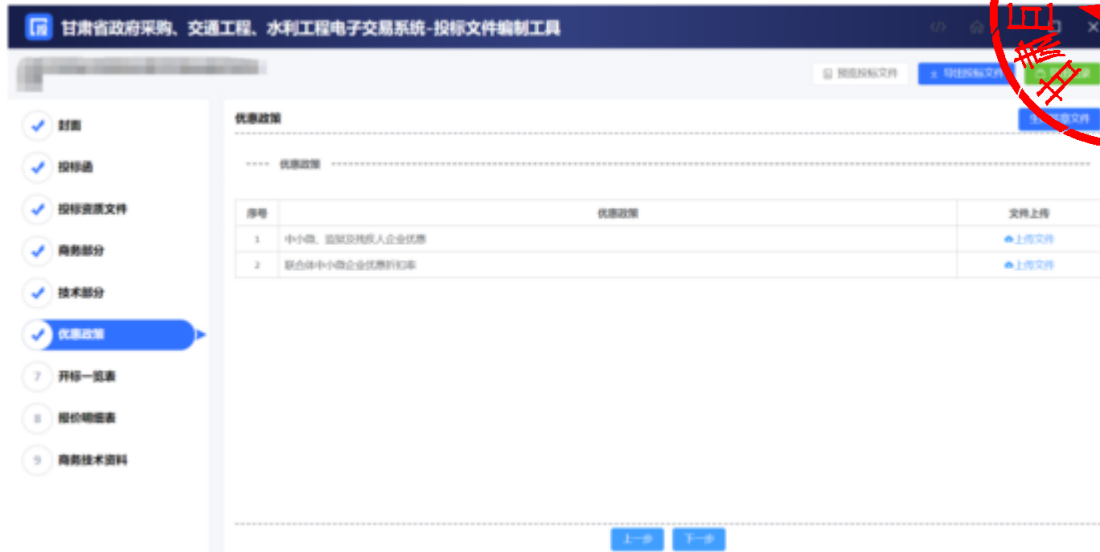 甘肃省政府采购、交通工程、水利工程电子交易系统-投标文件编制工具
预览投标文件
导出投标文件
封面
投标函
投标资质文件
商务部分
技术部分
优惠政策
7 开标一览表
8 报价明细表
9 商务技术资料
优惠政策
优惠政策
序号 优惠政策 文件上传
1 中小微、监狱及残疾人企业优惠 上传文件
2 联合体中小微企业优惠折扣率 上传文件
上一步 下一步